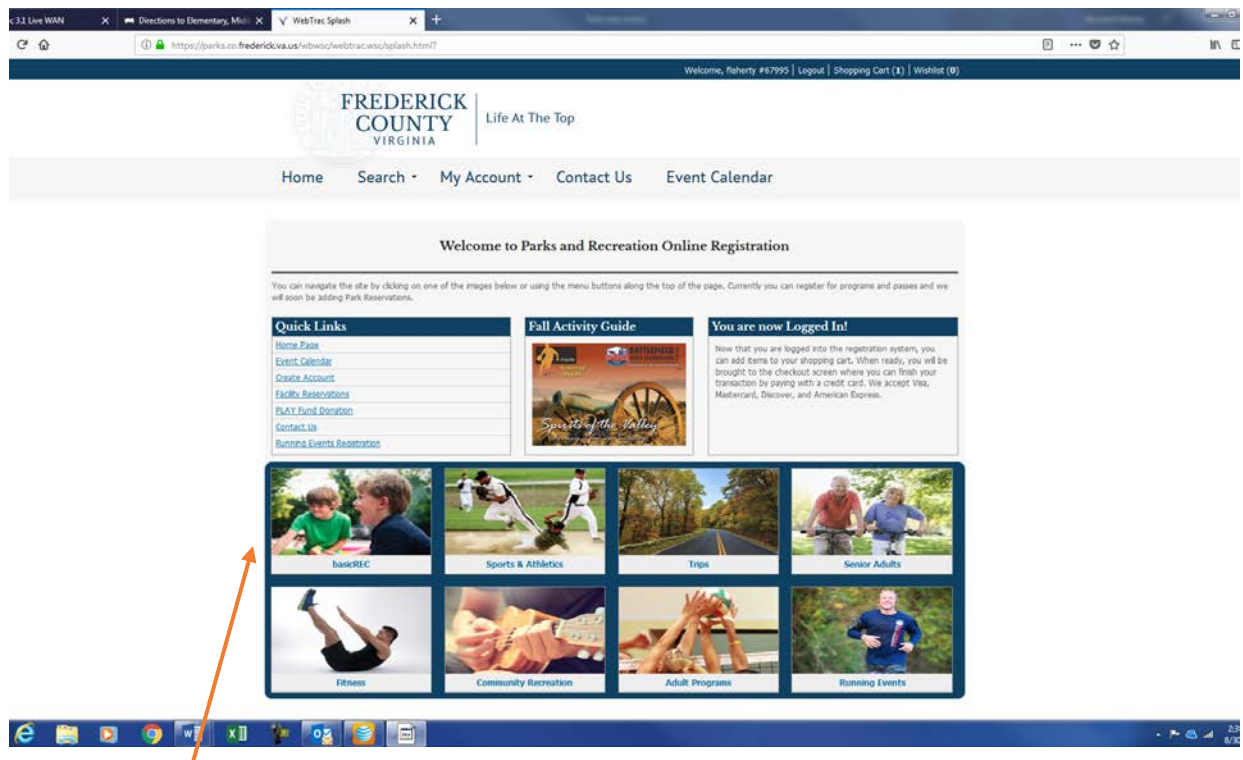 c 3.1 Live WAN
Directions to Elementary, Midd
WebTrac Splash
https://parks.co.frederick.va.us/wbwsc/webtrac.wsc/splash.html?
Welcome, flaherty #67995 | Logout | Shopping Cart (1) | Wishlist (0)
FREDERICK
COUNTY
VIRGINIA
Life At The Top
Home Search My Account Contact Us Event Calendar
Welcome to Parks and Recreation Online Registration
You can navigate the site by clicking on one of the images below or using the menu buttons along the top of the page. Currently you can register for programs and passes and we
will soon be adding Park Reservations.
Quick Links
Home Page
Event Calendar
Create Account
Facility Reservations
PLAY Fund Donation
Contact Us
Running Events Registration
Fall Activity Guide
BATTLEFIELD
Spirits of the Valley
You are now Logged In!
Now that you are logged into the registration system, you
can add items to your shopping cart. When ready, you will be
brought to the checkout screen where you can finish your
transaction by paying with a credit card. We accept Visa,
Mastercard, Discover, and American Express.
basicREC
Sports & Athletics
Trips
Senior Adults
Fitness
Community Recreation
Adult Programs
Running Events